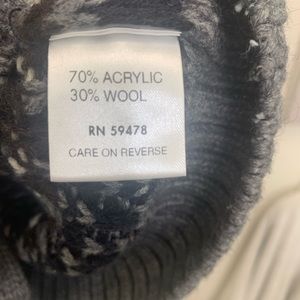 70% ACRYLIC
30% WOOL
RN 59478
CARE ON REVERSE